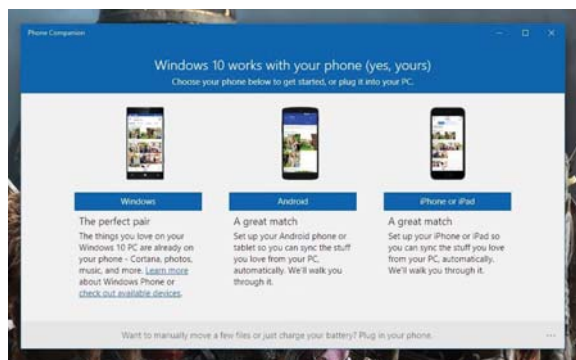 Phone Companion
Windows 10 works with your phone (yes, yours)
Choose your phone below to get started, or plug it into your PC.
Windows
The perfect pair
The things you love on your
Windows 10 PC are already on
your phone - Cortana, photos,
music, and more. Learn more
about Windows Phone or
check out available devices.
Android
A great match
Set up your Android phone or
tablet so you can sync the stuff
you love from your PC,
automatically. We'll walk you
through it.
iPhone or iPad
A great match
Set up your iPhone or iPad so
you can sync the stuff you love
from your PC, automatically.
We'll walk you through it.
Want to manually move a few files or just charge your battery? Plug in your phone.